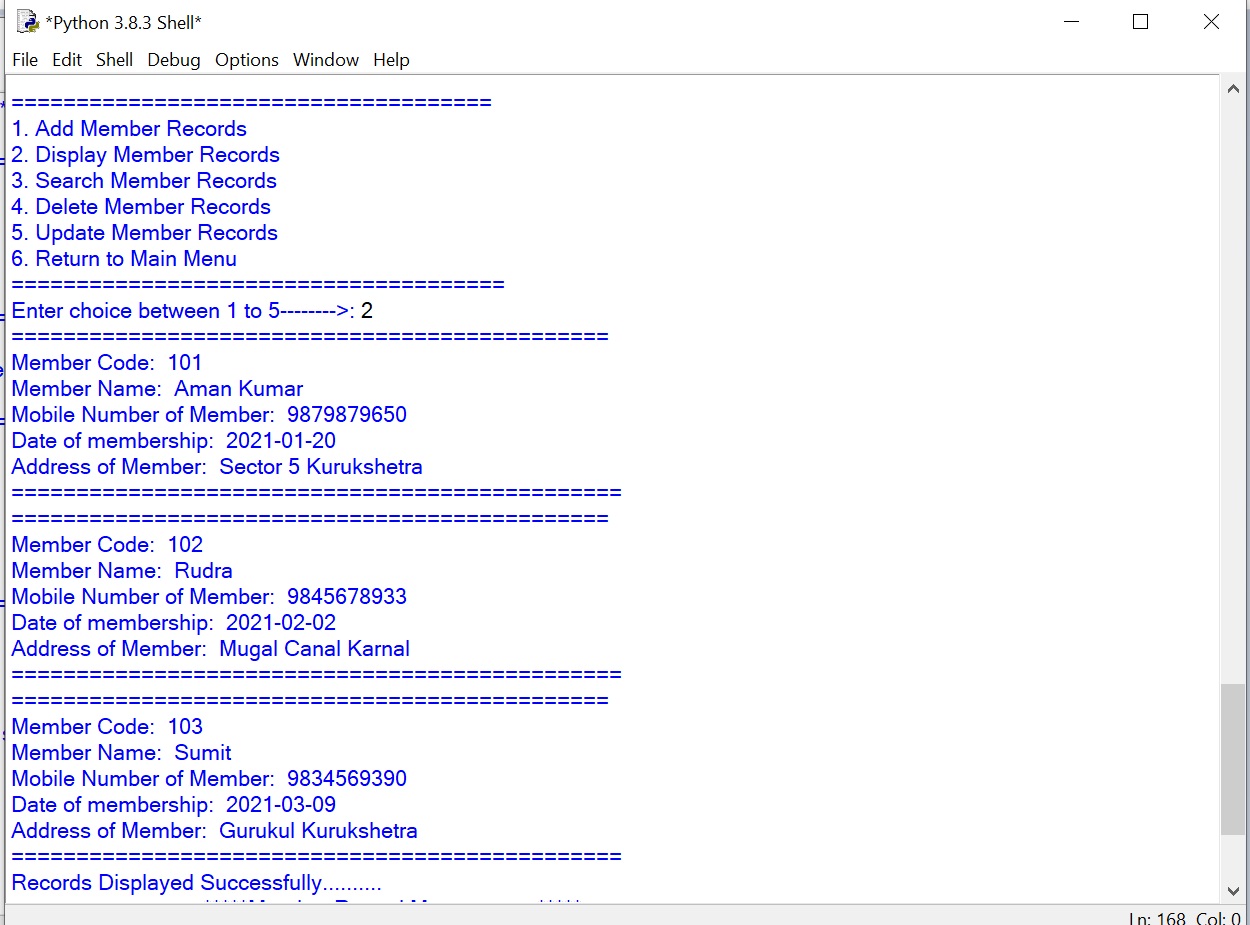 *Python 3.8.3 Shell*
File Edit Shell Debug Options Window Help
=====================================
1. Add Member Records
2. Display Member Records
3. Search Member Records
4. Delete Member Records
5. Update Member Records
6. Return to Main Menu
======================================
Enter choice between 1 to 5-------->: 2
==============================================
Member Code:  101
Member Name:  Aman Kumar
Mobile Number of Member:  9879879650
Date of membership:  2021-01-20
Address of Member:  Sector 5 Kurukshetra
===============================================
==============================================
Member Code:  102
Member Name:  Rudra
Mobile Number of Member:  9845678933
Date of membership:  2021-02-02
Address of Member:  Mugal Canal Karnal
===============================================
==============================================
Member Code:  103
Member Name:  Sumit
Mobile Number of Member:  9834569390
Date of membership:  2021-03-09
Address of Member:  Gurukul Kurukshetra
===============================================
Records Displayed Successfully..........
Ln: 168 Col: 0